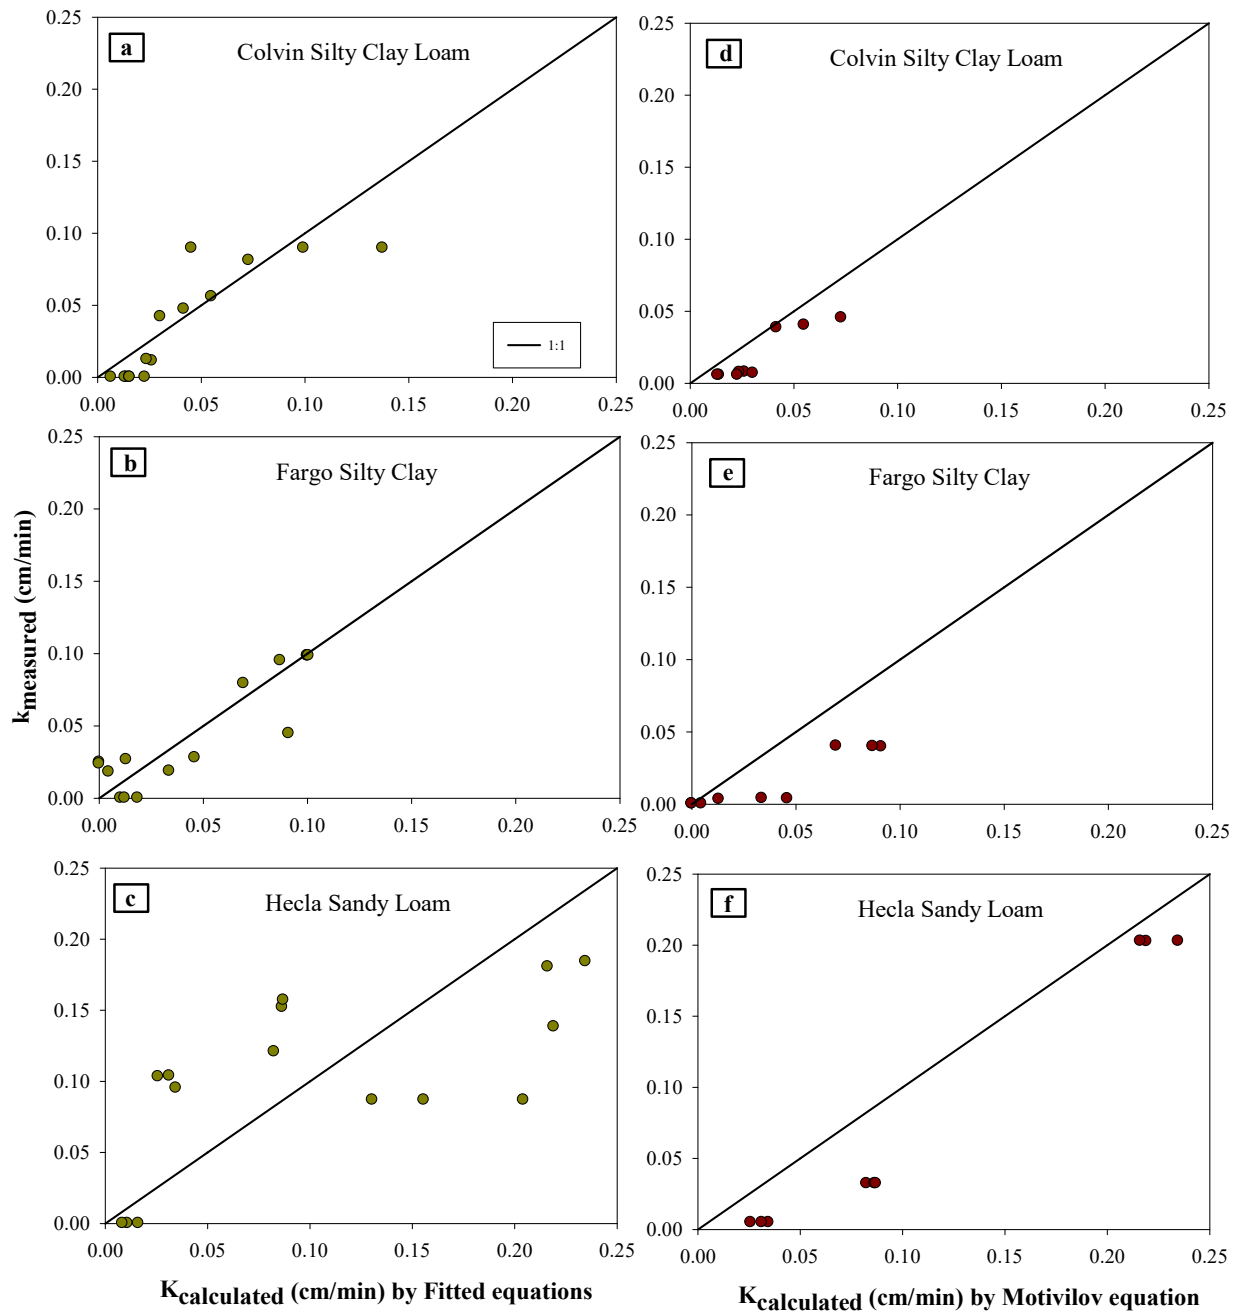 a
Colvin Silty Clay Loam
0.25
0.20
0.15
0.10
0.05
0.00
1:1
0.00 0.05 0.10 0.15 0.20 0.25
d
Colvin Silty Clay Loam
0.25
0.20
0.15
0.10
0.05
0.00
0.00 0.05 0.10 0.15 0.20 0.25
b
Fargo Silty Clay
0.25
0.20
0.15
0.10
0.05
0.00
0.00 0.05 0.10 0.15 0.20 0.25
kmeasured (cm/min)
e
Fargo Silty Clay
0.25
0.20
0.15
0.10
0.05
0.00
0.00 0.05 0.10 0.15 0.20 0.25
c
Hecla Sandy Loam
0.25
0.20
0.15
0.10
0.05
0.00
0.00 0.05 0.10 0.15 0.20 0.25
Kcalculated (cm/min) by Fitted equations
f
Hecla Sandy Loam
0.25
0.20
0.15
0.10
0.05
0.00
0.00 0.05 0.10 0.15 0.20 0.25
Kcalculated (cm/min) by Motivilov equation